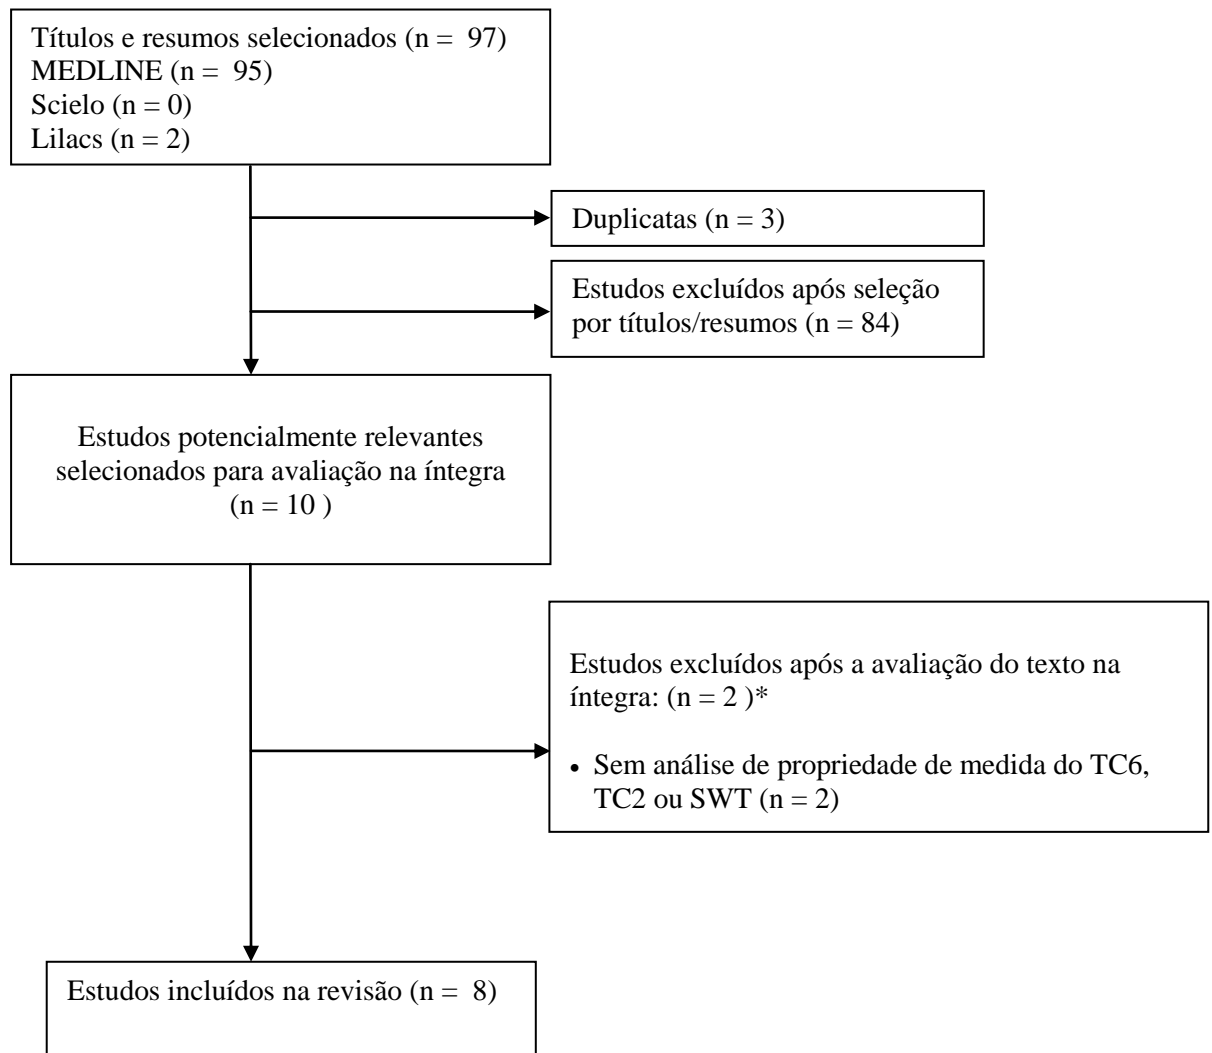 Títulos e resumos selecionados (n =  97)
MEDLINE (n =  95)
Scielo (n = 0)
Lilacs (n = 2)
Duplicatas (n = 3)
Estudos excluídos após seleção
por títulos/resumos (n = 84)
Estudos potencialmente relevantes
selecionados para avaliação na íntegra
(n = 10 )
Estudos excluídos após a avaliação do texto na
íntegra: (n = 2 )*
• Sem análise de propriedade de medida do TC6,
TC2 ou SWT (n = 2)
Estudos incluídos na revisão (n =  8)